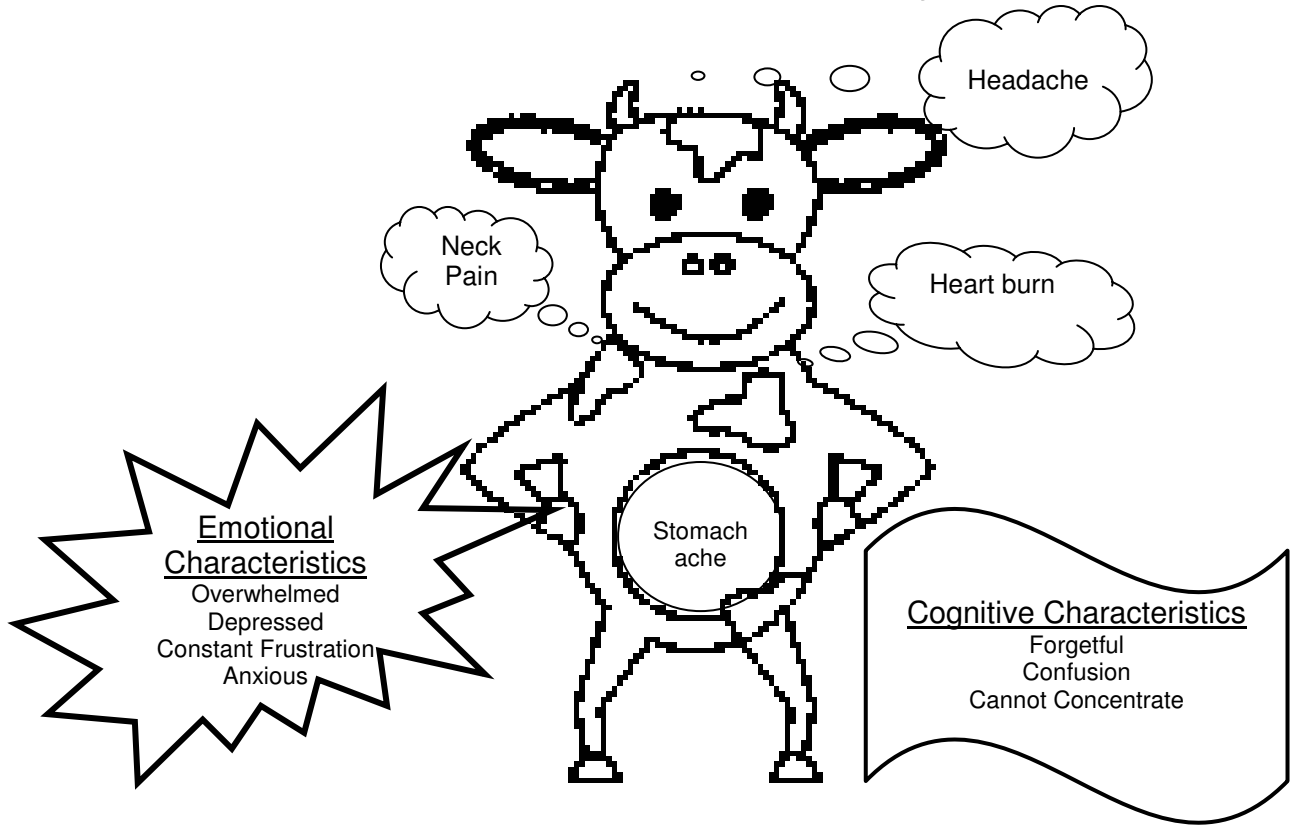 Headache
Neck
Pain
Heart burn
Stomach
ache
Emotional
Characteristics
Overwhelmed
Depressed
Constant Frustration
Anxious
Cognitive Characteristics
Forgetful
Confusion
Cannot Concentrate